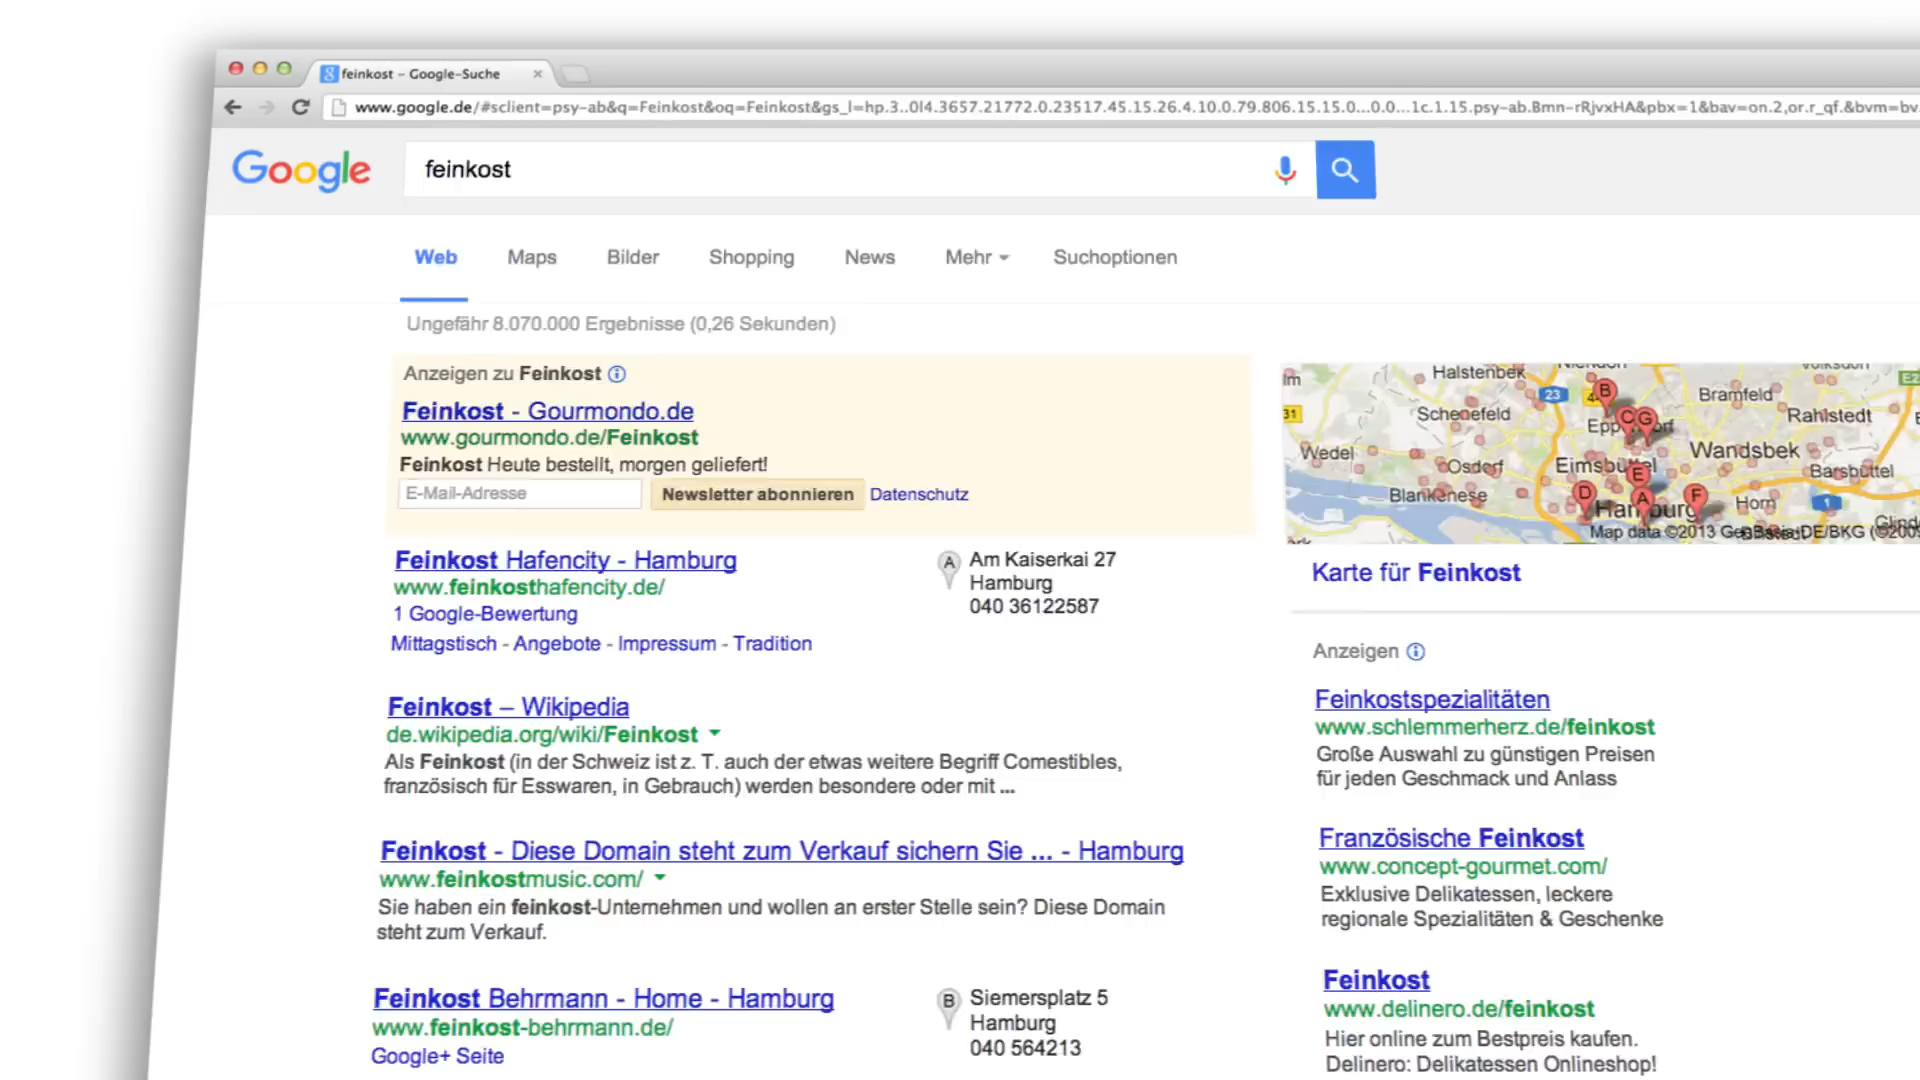 feinkost – Google-Suche
www.google.de/#sclient=psy-ab&q=Feinkost&oq=Feinkost&gs_l=hp.3..0l4.3657.21772.0.23517.45.15.26.4.10.0.79.806.15.15.0...0.0...1c.1.15.psy-ab.8mn-rRjvxHA&pbx=1&bav=on.2,or.r_qf.&bvm=bv.
Google
feinkost
Web
Maps
Bilder
Shopping
News
Mehr
Suchoptionen
Ungefähr 8.070.000 Ergebnisse (0,26 Sekunden)
Anzeigen zu Feinkost
Feinkost - Gourmondo.de
www.gourmondo.de/Feinkost
Feinkost Heute bestellt, morgen geliefert!
E-Mail-Adresse
Newsletter abonnieren
Datenschutz
Feinkost Hafencity - Hamburg
www.feinkosthafencity.de/
1 Google-Bewertung
Mittagstisch - Angebote - Impressum - Tradition
A
Am Kaiserkai 27
Hamburg
040 36122587
Feinkost – Wikipedia
de.wikipedia.org/wiki/Feinkost
Als Feinkost (in der Schweiz ist z. T. auch der etwas weitere Begriff Comestibles,
französisch für Esswaren, in Gebrauch) werden besondere oder mit ...
Feinkost - Diese Domain steht zum Verkauf sichern Sie ... - Hamburg
www.feinkostmusic.com/
Sie haben ein feinkost-Unternehmen und wollen an erster Stelle sein? Diese Domain
steht zum Verkauf.
Feinkost Behrmann - Home - Hamburg
www.feinkost-behrmann.de/
Google+ Seite
B
Siemersplatz 5
Hamburg
040 564213
Halstenbek
23
B
Bramfeld
Schenefeld
C G
Rahlstedt
31
Wedel
Wandsbek
Osdorf
Eimsbüttel
E
Barsbüttel
Blankenese
D
A
F
Horn
1
Hamburg
Map data ©2013 GeoBasis-DE/BKG (©2009
Karte für Feinkost
Anzeigen
Feinkostspezialitäten
www.schlemmerherz.de/feinkost
Große Auswahl zu günstigen Preisen
für jeden Geschmack und Anlass
Französische Feinkost
www.concept-gourmet.com/
Exklusive Delikatessen, leckere
regionale Spezialitäten & Geschenke
Feinkost
www.delinero.de/feinkost
Hier online zum Bestpreis kaufen.
Delinero: Delikatessen Onlineshop!